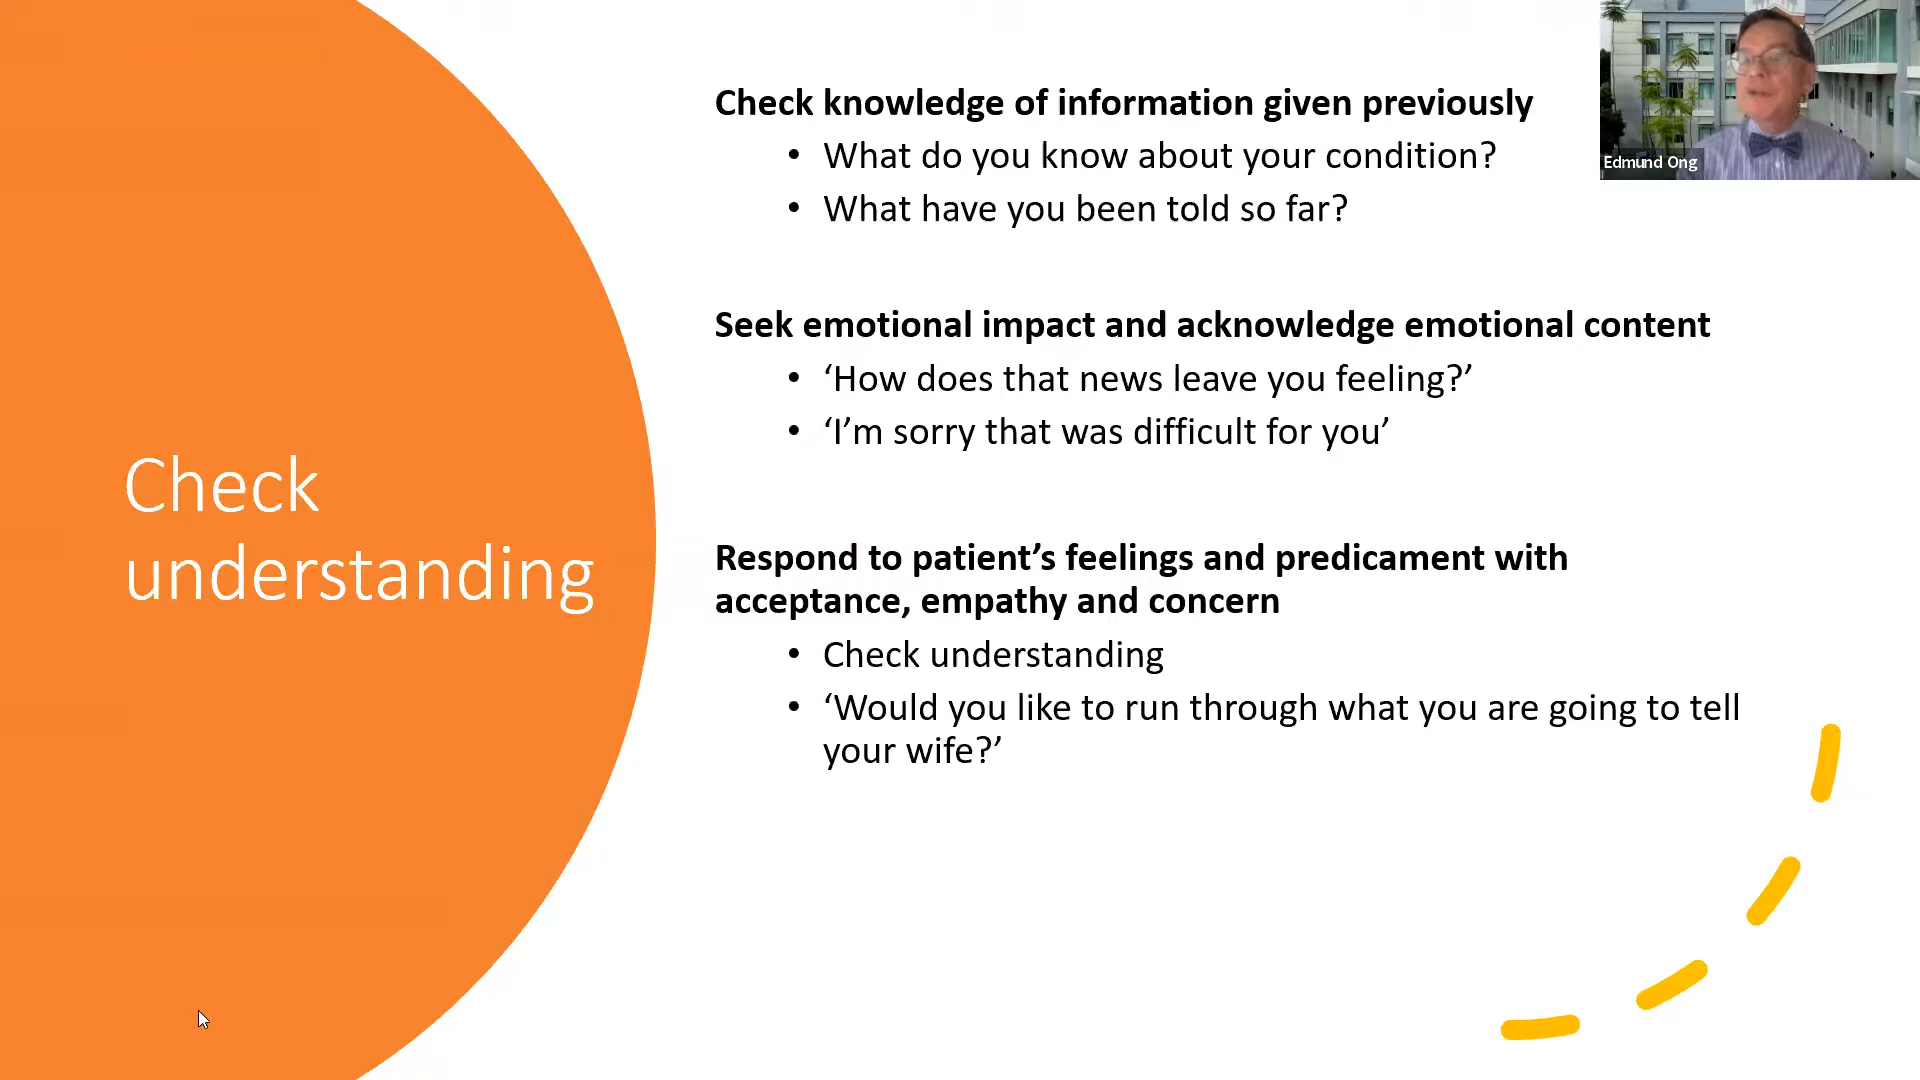 Check
understanding
Check knowledge of information given previously
• What do you know about your condition?
• What have you been told so far?
Seek emotional impact and acknowledge emotional content
• ‘How does that news leave you feeling?’
• ‘I’m sorry that was difficult for you’
Respond to patient’s feelings and predicament with
acceptance, empathy and concern
• Check understanding
• ‘Would you like to run through what you are going to tell
your wife?’
Edmund Ong